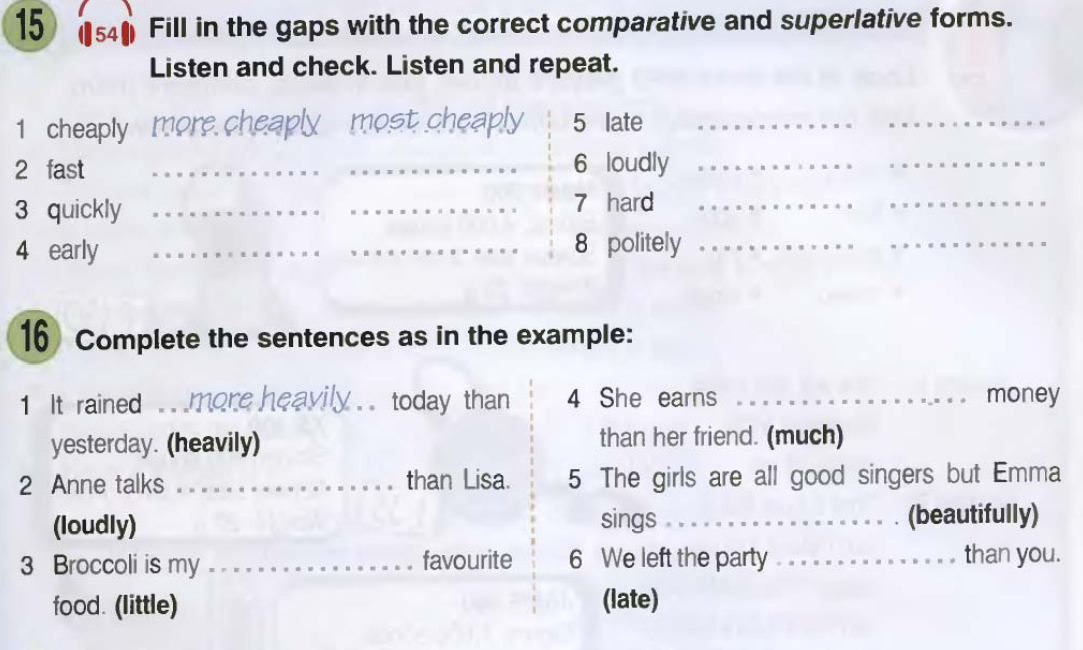 15 54 Fill in the gaps with the correct comparative and superlative forms.
Listen and check. Listen and repeat.
1 cheaply more cheaply most cheaply
2 fast
3 quickly
4 early
5 late
6 loudly
7 hard
8 politely
16 Complete the sentences as in the example:
1 It rained ...more heavily... today than
yesterday. (heavily)
2 Anne talks .................. than Lisa.
(loudly)
3 Broccoli is my .................. favourite
food. (little)
4 She earns .................. money
than her friend. (much)
5 The girls are all good singers but Emma
sings .................. . (beautifully)
6 We left the party .................. than you.
(late)